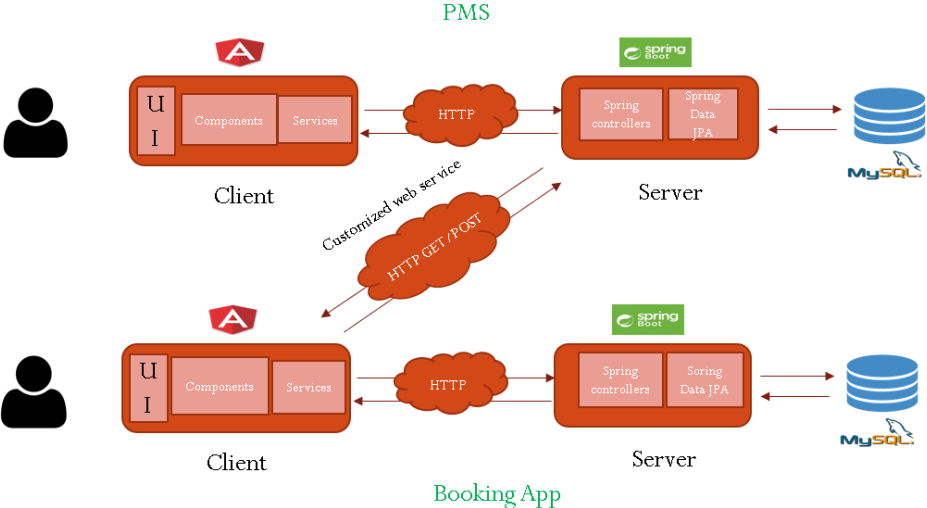 PMS
spring
Boot
U
I
Components
Services
HTTP
Spring
controllers
Spring
Data
JPA
MySQL
Client
Server
Customized web service
HTTP GET/POST
spring
Boot
U
I
Components
Services
HTTP
Spring
controllers
Soring
Data JPA
MySQL
Client
Server
Booking App